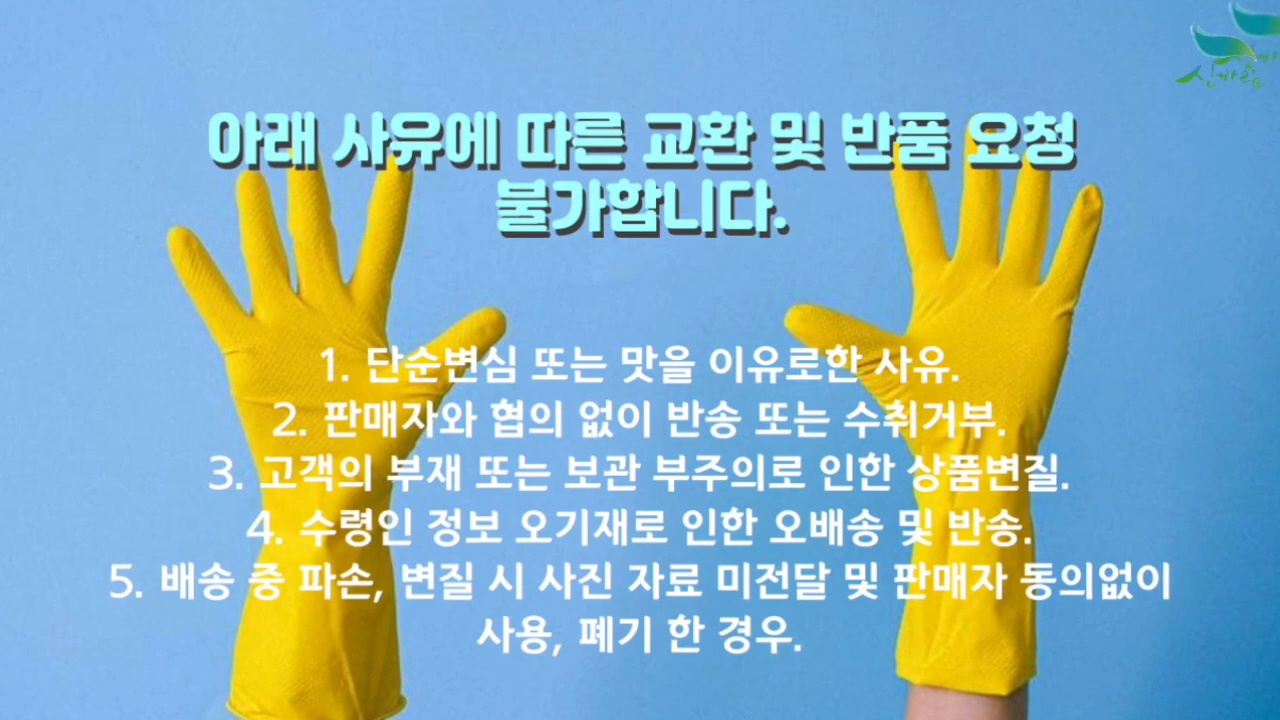 아래 사유에 따른 교환 및 반품 요청
불가합니다.
1. 단순변심 또는 맛을 이유로한 사유.
2. 판매자와 협의 없이 반송 또는 수취거부.
3. 고객의 부재 또는 보관 부주의로 인한 상품변질.
4. 수령인 정보 오기재로 인한 오배송 및 반송.
5. 배송 중 파손, 변질 시 사진 자료 미전달 및 판매자 동의없이
사용, 폐기 한 경우.